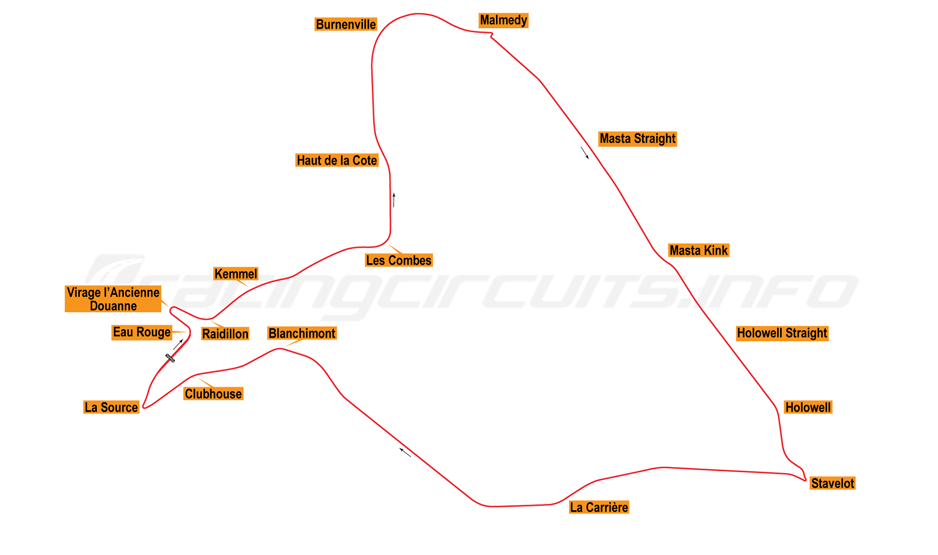 Burnenville
Malmedy
Masta Straight
Haut de la Cote
Masta Kink
Les Combes
Kemmel
racingcircuits.info
Virage l’Ancienne
Douanne
Eau Rouge
Raidillon
Blanchimont
Holowell Straight
Clubhouse
La Source
Holowell
Stavelot
La Carrière